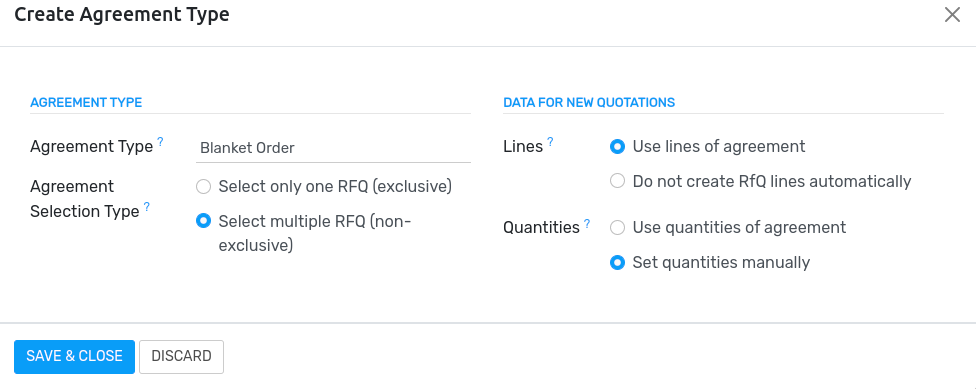 Create Agreement Type
AGREEMENT TYPE
Agreement Type ?
Blanket Order
Agreement
Selection Type ?
Select only one RFQ (exclusive)
Select multiple RFQ (non-
exclusive)
DATA FOR NEW QUOTATIONS
Lines ?
Use lines of agreement
Do not create RfQ lines automatically
Quantities ?
Use quantities of agreement
Set quantities manually
SAVE & CLOSE
DISCARD